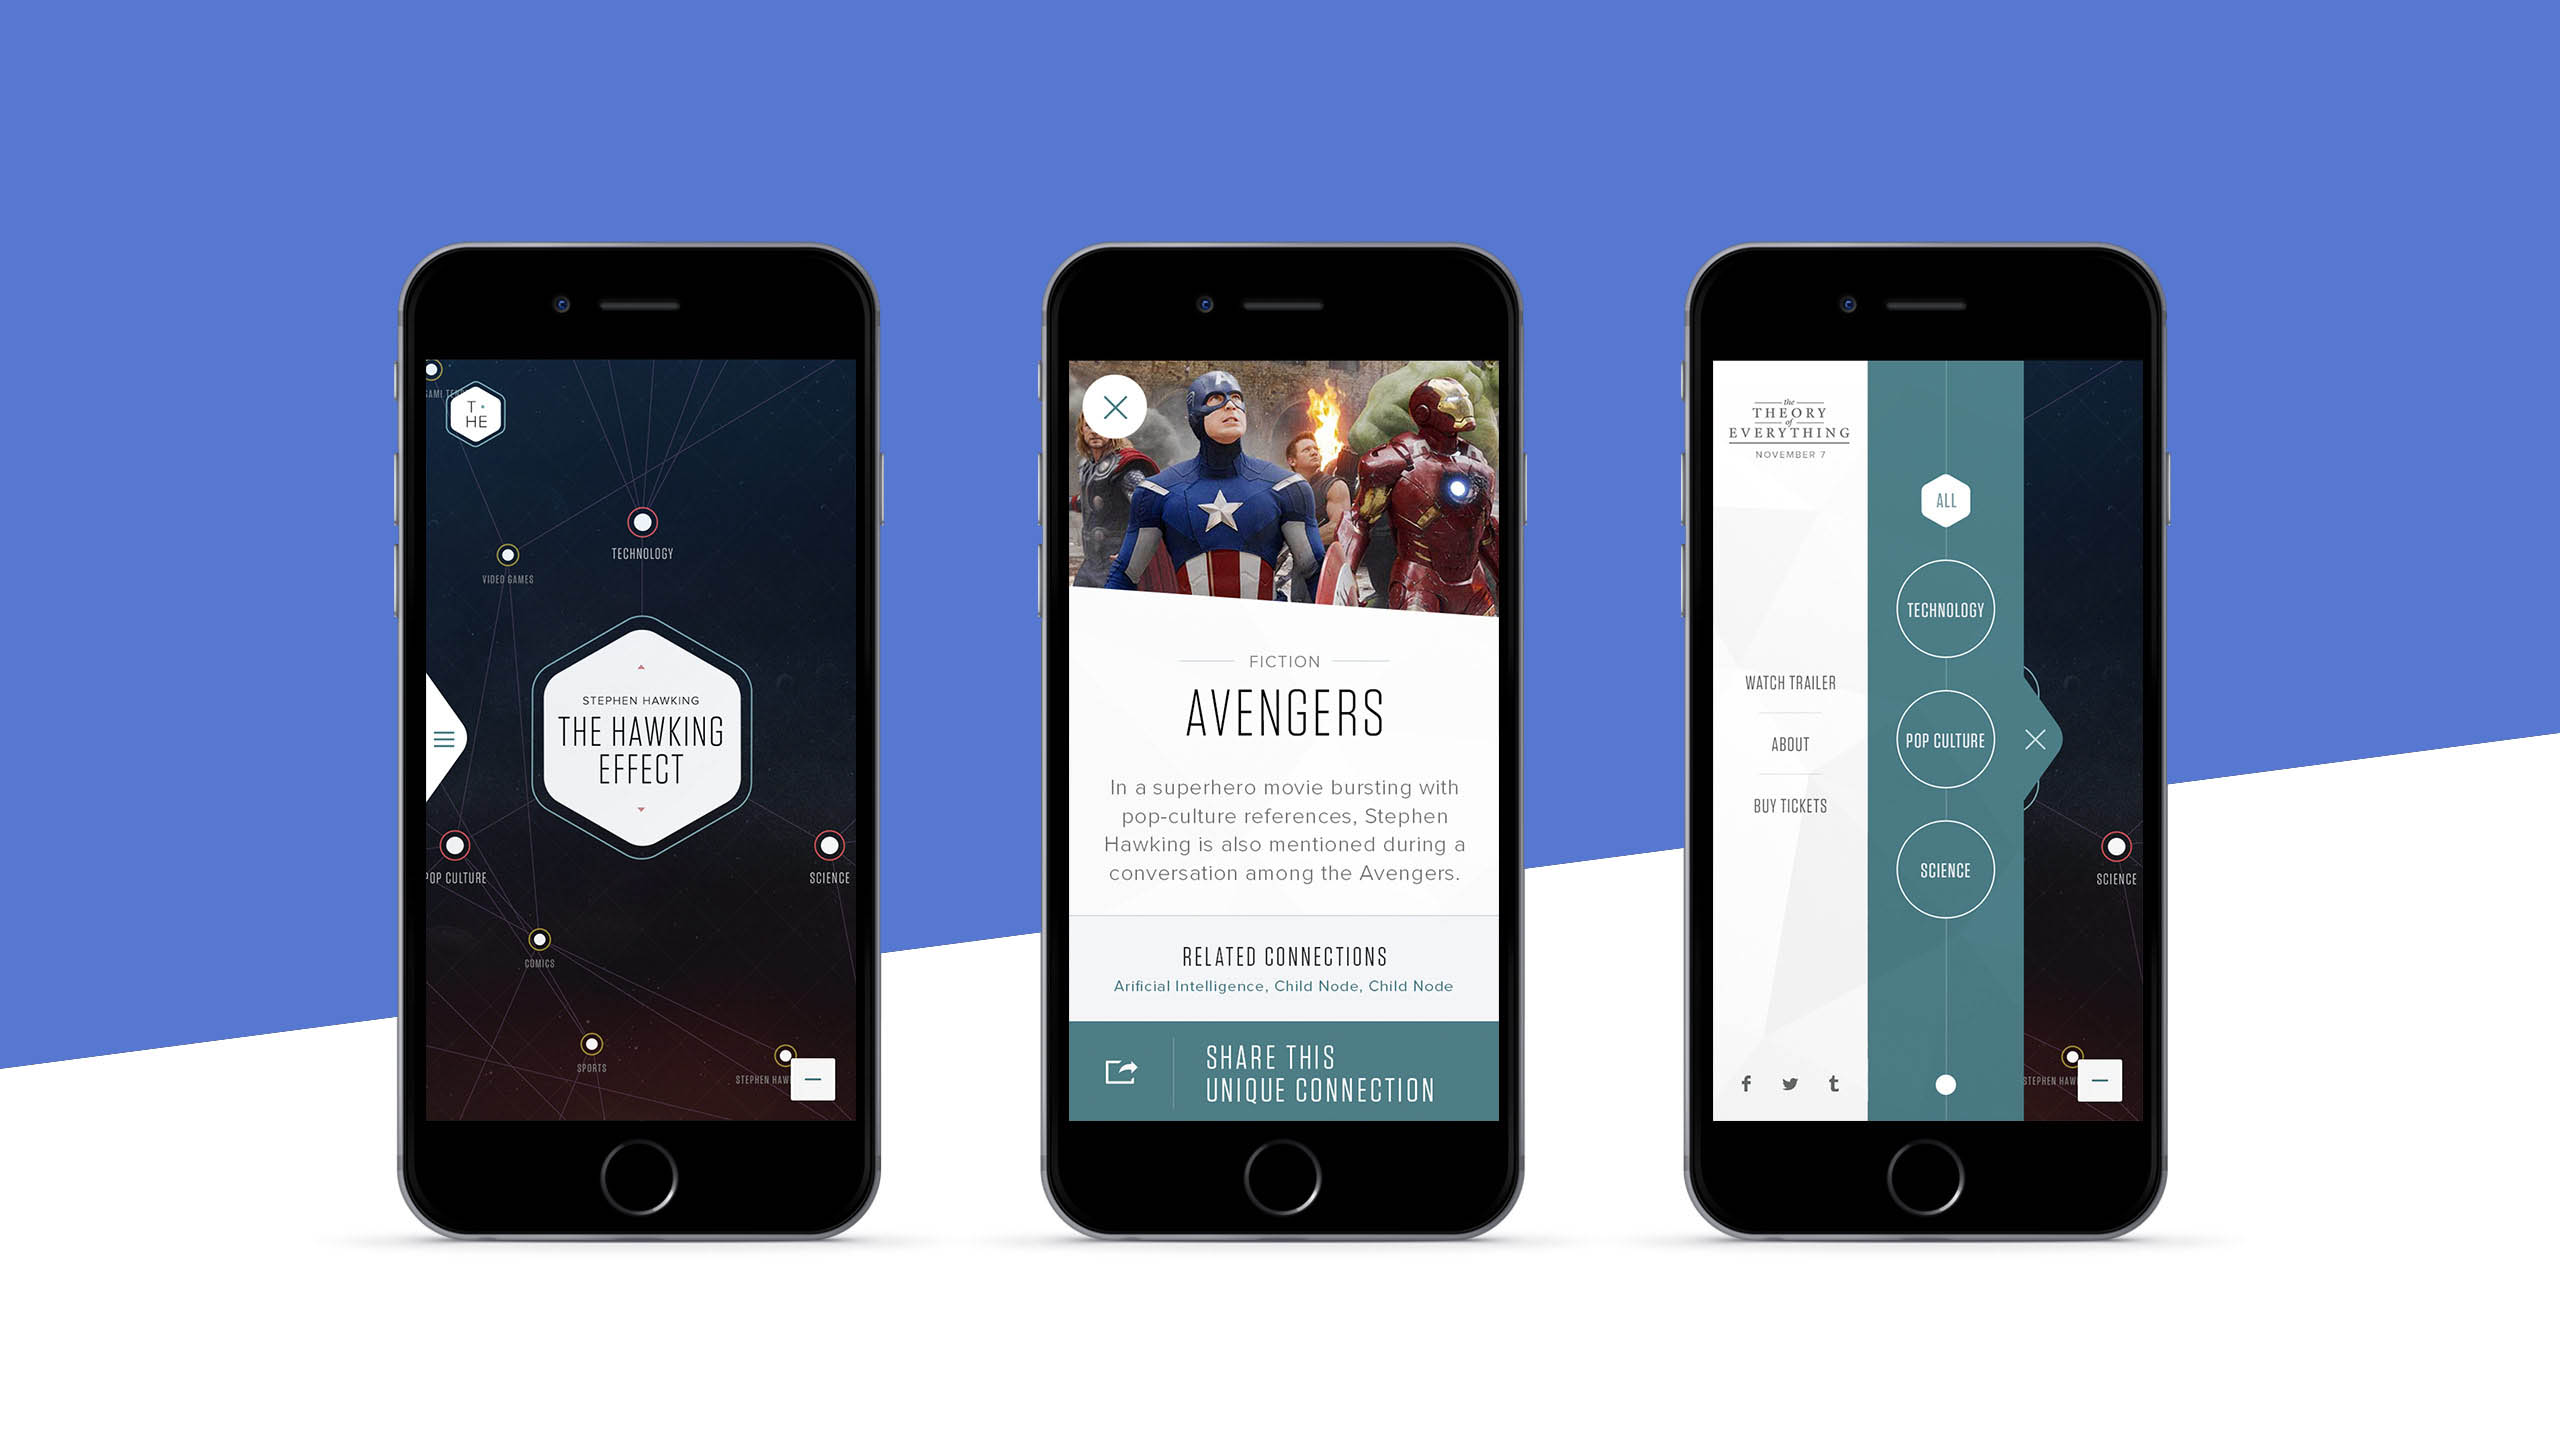 T·
HE
TECHNOLOGY
VIDEO GAMES
STEPHEN HAWKING
THE HAWKING
EFFECT
POP CULTURE
SCIENCE
COMICS
SPORTS
STEPHEN HAW
FICTION
AVENGERS
In a superhero movie bursting with
pop-culture references, Stephen
Hawking is also mentioned during a
conversation among the Avengers.
RELATED CONNECTIONS
Arificial Intelligence, Child Node, Child Node
SHARE THIS
UNIQUE CONNECTION
the
THEORY
of
EVERYTHING
NOVEMBER 7
WATCH TRAILER
ABOUT
BUY TICKETS
f t
ALL
TECHNOLOGY
POP CULTURE
SCIENCE
SCIENCE
STEPHEN HAW